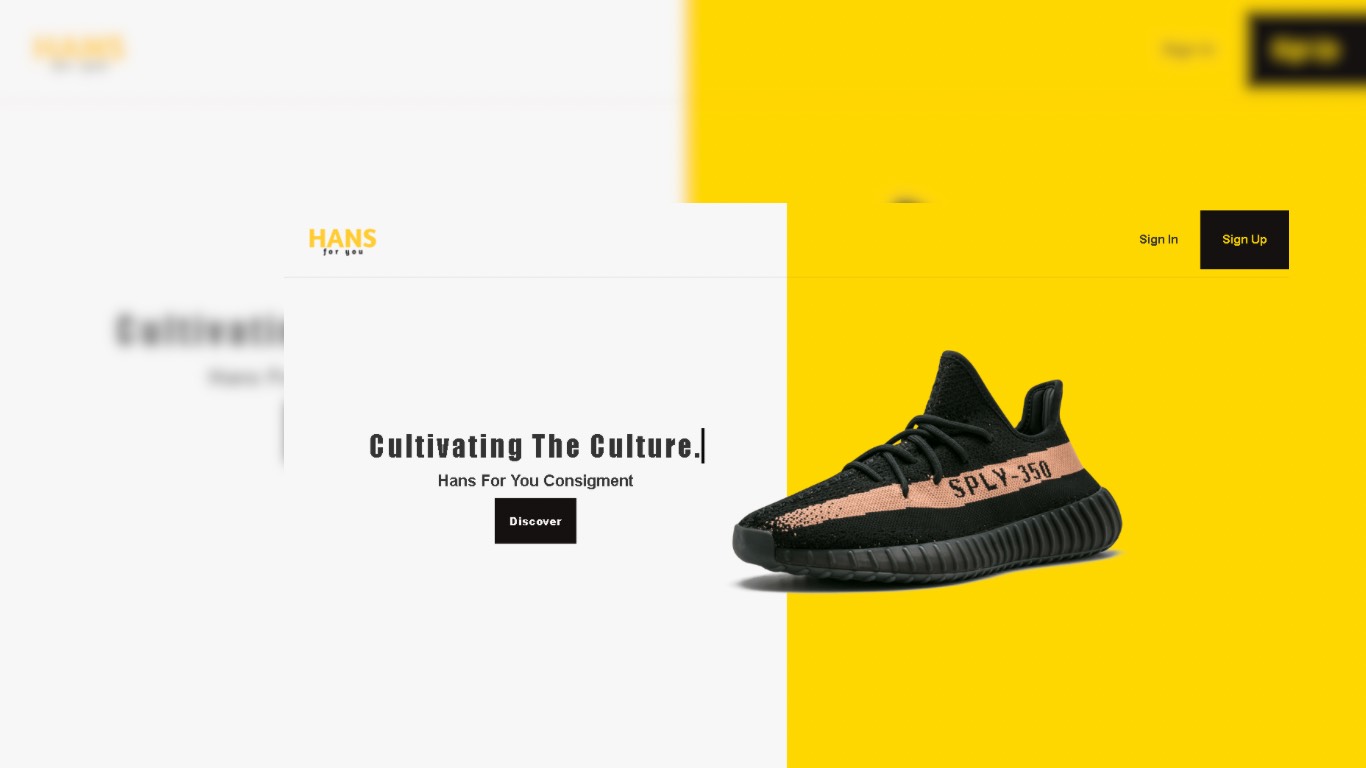 HANS
for you
Sign In
Sign Up
Cultivating The Culture.
Hans For You Consigment
Discover
SPLY-350